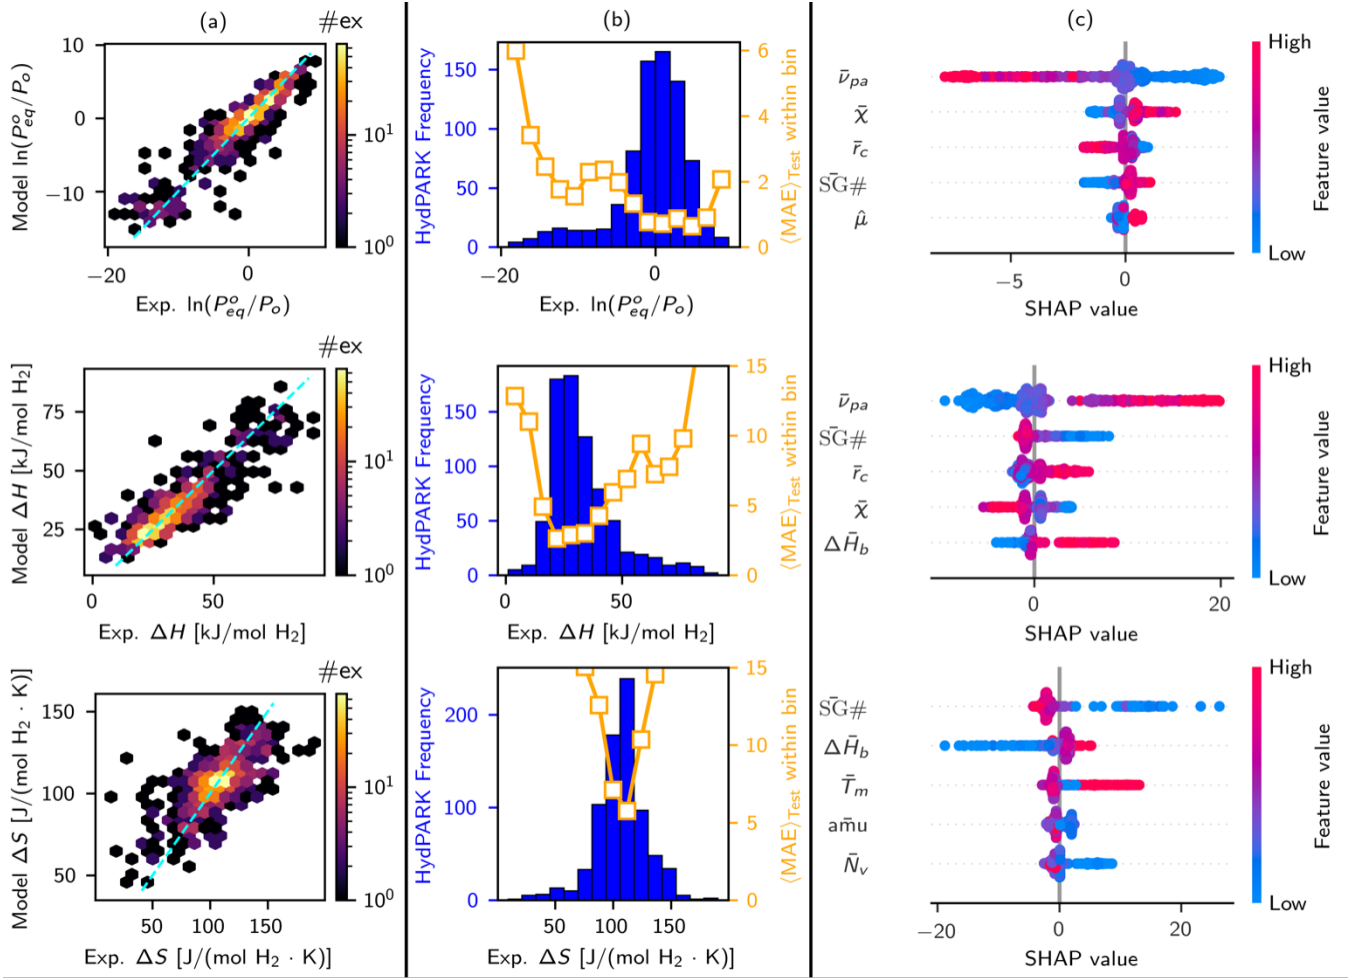 (a)
#ex
10
0
−10
−20
0
10¹
10⁰
Model ln(P°eq/Pₒ)
Exp. ln(P°eq/Pₒ)
(b)
150
100
50
0
6
4
2
0
−20
0
HydPARK Frequency
⟨MAE⟩Test within bin
Exp. ln(P°eq/Pₒ)
(c)
ν̄pa
χ̄
r̄c
SḠ#
μ̂
−5
0
SHAP value
High
Low
Feature value
#ex
75
50
25
0
50
10¹
10⁰
Model ΔH [kJ/mol H₂]
Exp. ΔH [kJ/mol H₂]
150
100
50
0
15
10
5
0
0
50
HydPARK Frequency
⟨MAE⟩Test within bin
Exp. ΔH [kJ/mol H₂]
ν̄pa
SḠ#
r̄c
χ̄
ΔH̄b
0
20
SHAP value
High
Low
Feature value
#ex
150
100
50
50
100
150
10¹
10⁰
Model ΔS [J/(mol H₂ · K)]
Exp. ΔS [J/(mol H₂ · K)]
200
100
0
15
10
5
0
50
100
150
HydPARK Frequency
⟨MAE⟩Test within bin
Exp. ΔS [J/(mol H₂ · K)]
SḠ#
ΔH̄b
T̄m
am̄u
N̄v
−20
0
20
SHAP value
High
Low
Feature value